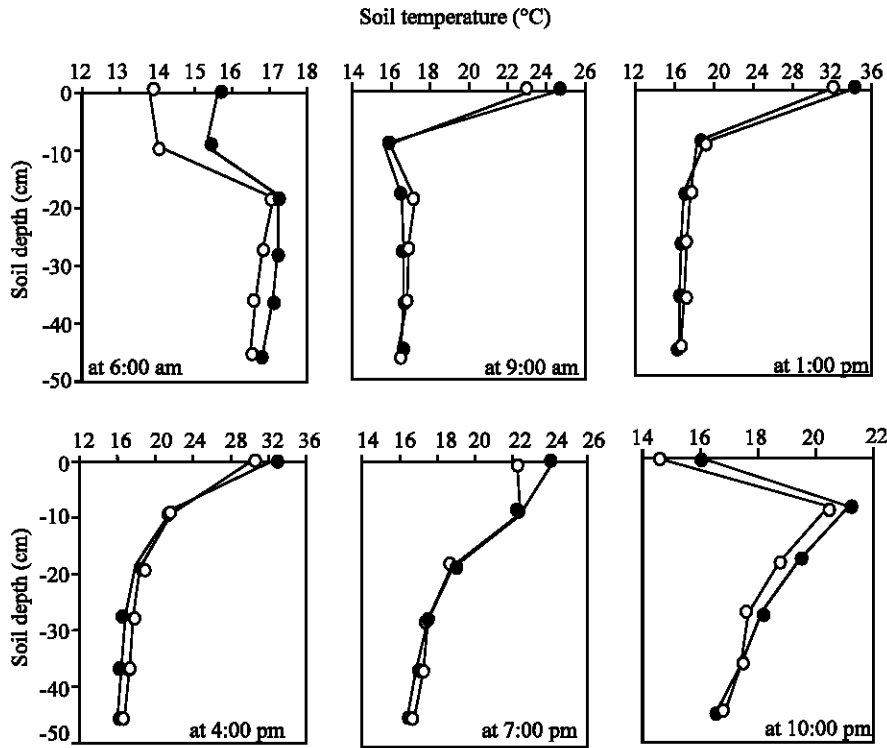 Soil temperature (°C)
12 13 14 15 16 17 18
14 16 18 20 22 24 26
12 16 20 24 28 32 36
0
-10
-20
-30
-40
-50
Soil depth (cm)
at 6:00 am
at 9:00 am
at 1:00 pm
12 16 20 24 28 32 36
14 16 18 20 22 24 26
14 16 18 20 22
0
-10
-20
-30
-40
-50
Soil depth (cm)
at 4:00 pm
at 7:00 pm
at 10:00 pm